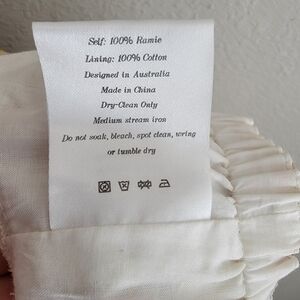 Self: 100% Ramie
Lining: 100% Cotton
Designed in Australia
Made in China
Dry-Clean Only
Medium stream iron
Do not soak, bleach, spot clean, wring
or tumble dry